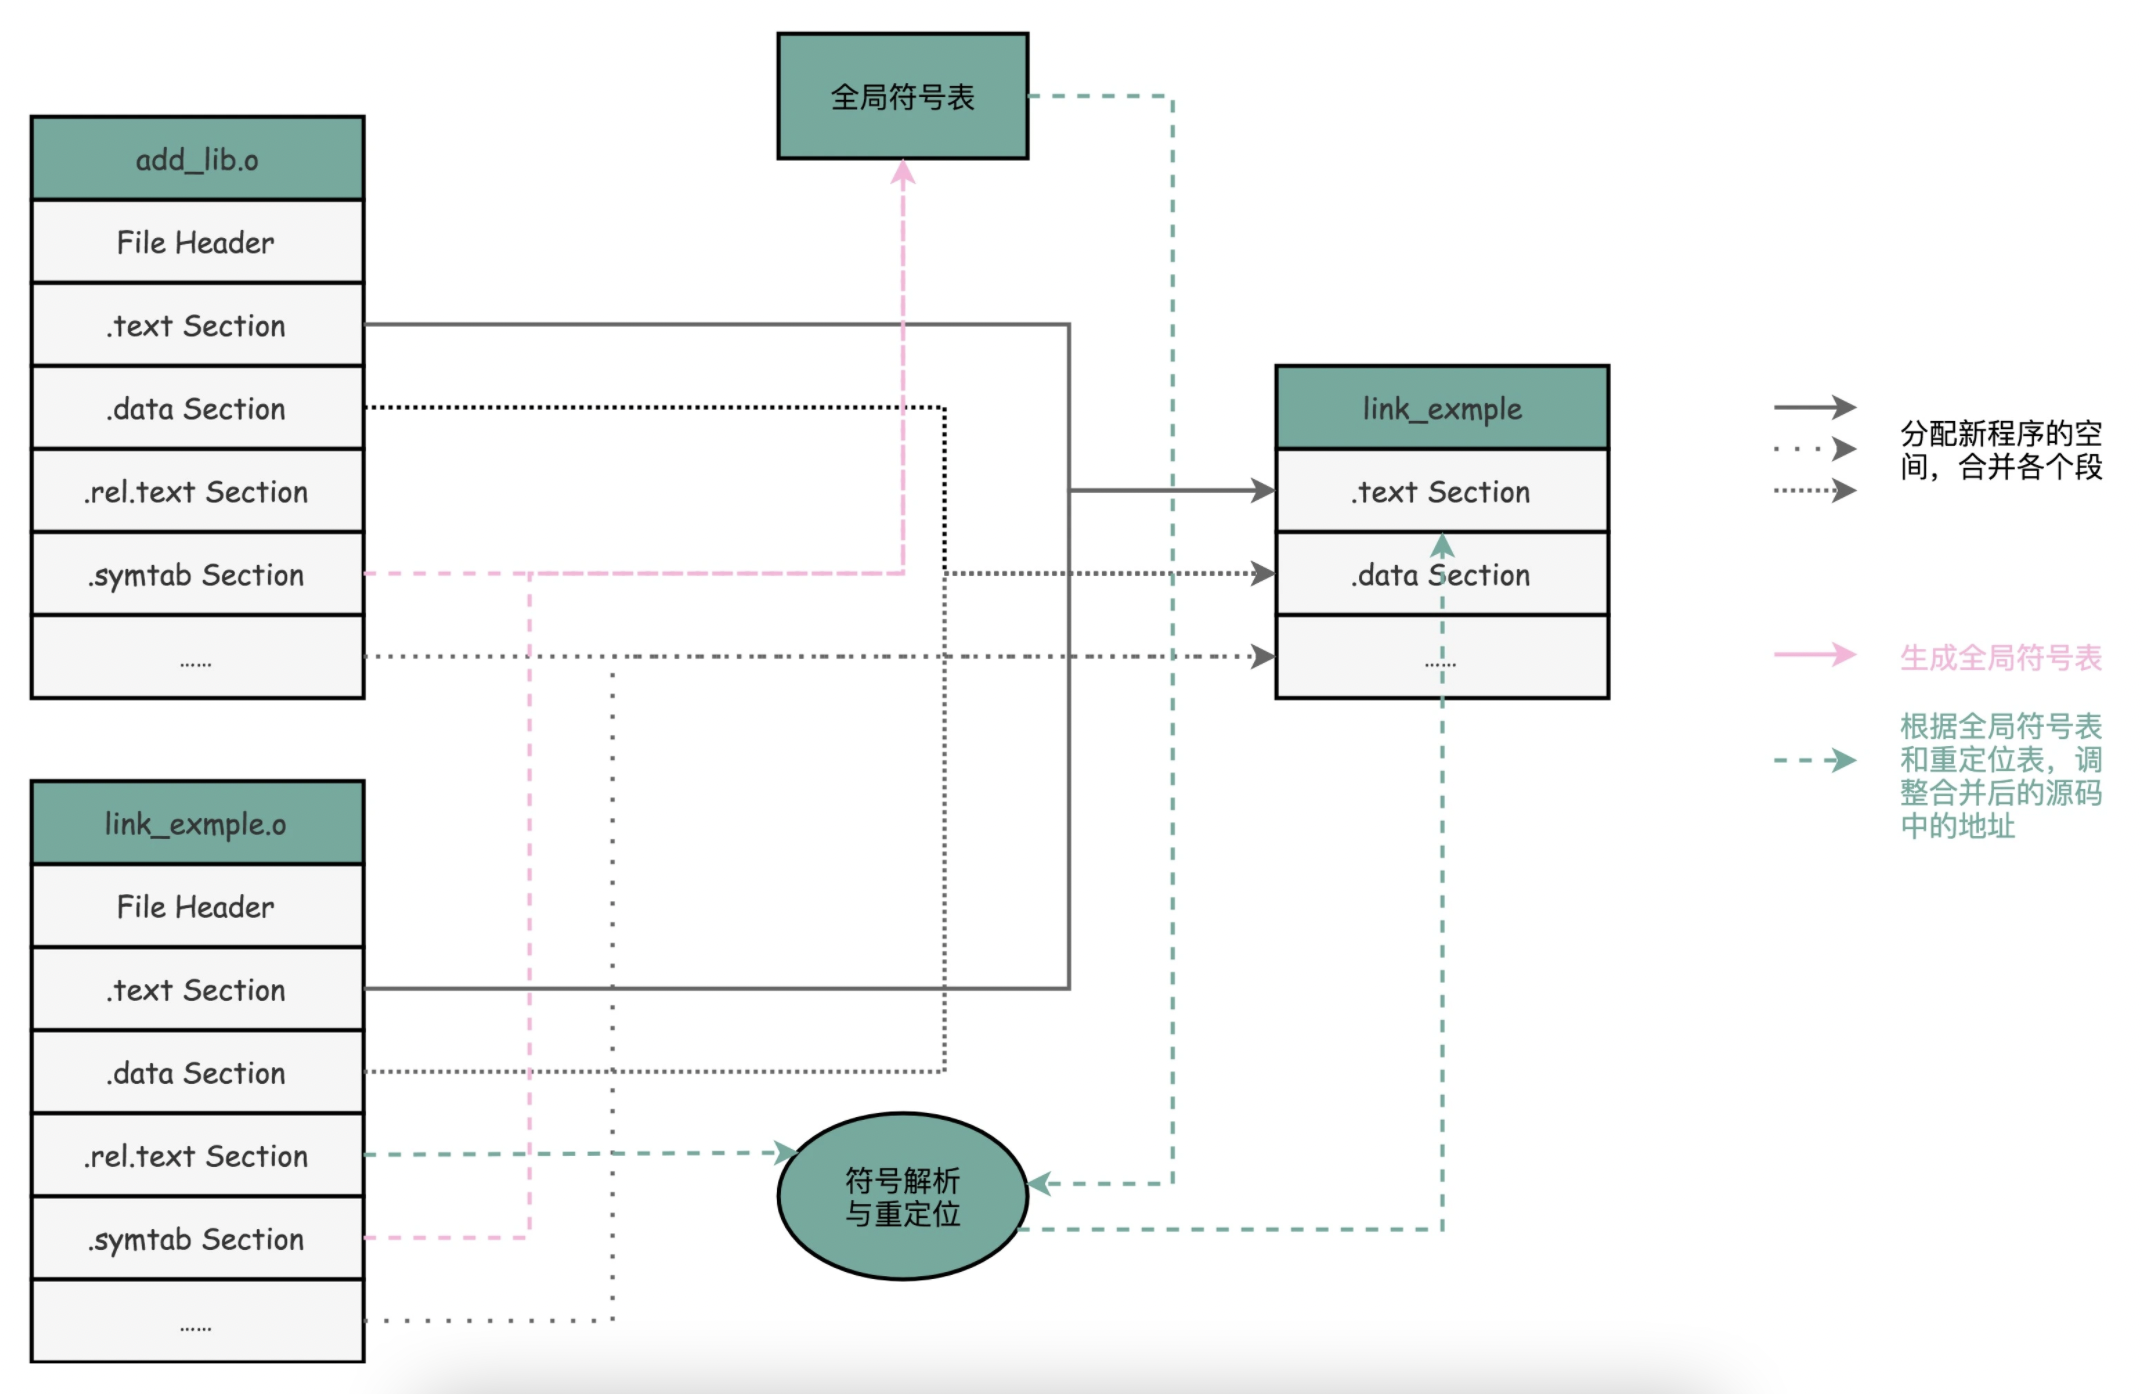 全局符号表
add_lib.o
File Header
.text Section
.data Section
.rel.text Section
.symtab Section
......
link_exmple.o
File Header
.text Section
.data Section
.rel.text Section
.symtab Section
......
符号解析
与重定位
link_exmple
.text Section
.data Section
......
分配新程序的空
间，合并各个段
生成全局符号表
根据全局符号表
和重定位表，调
整合并后的源码
中的地址